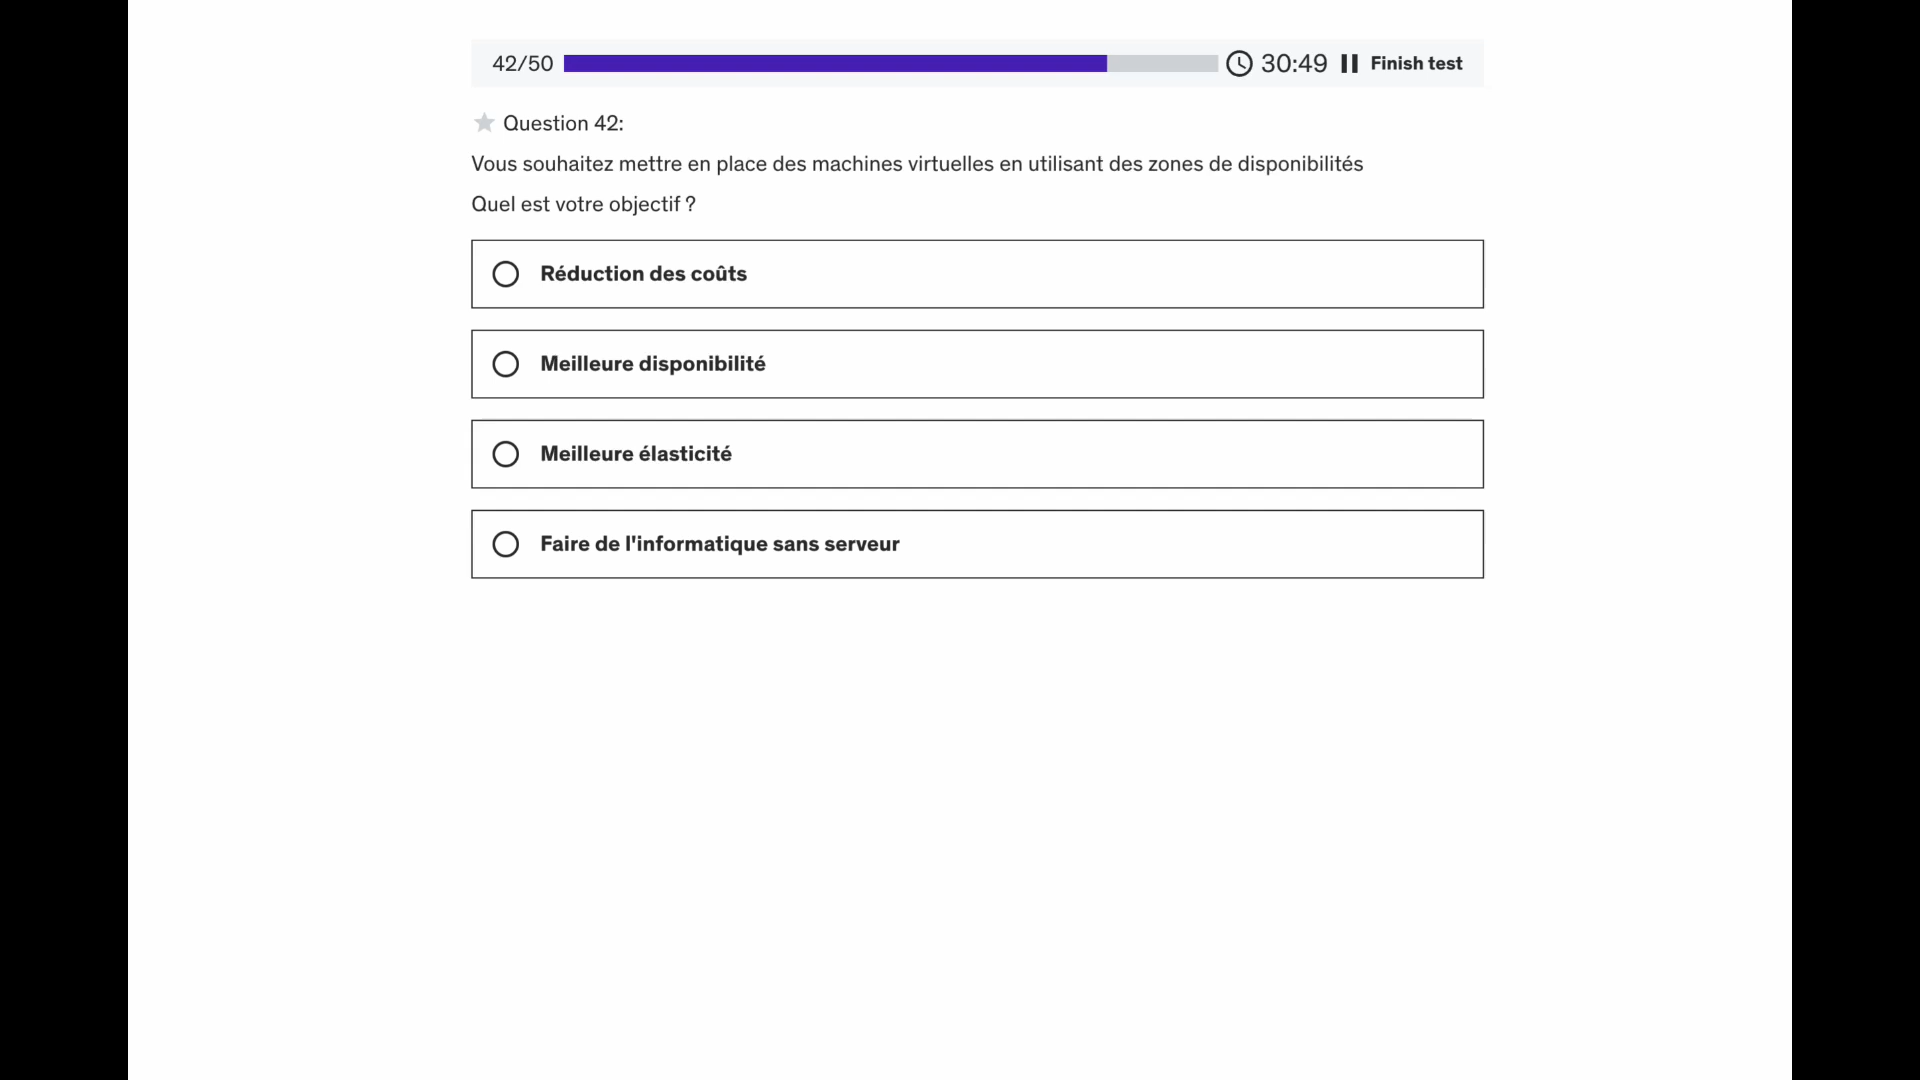 42/50 30:49 Finish test
Question 42:
Vous souhaitez mettre en place des machines virtuelles en utilisant des zones de disponibilités
Quel est votre objectif ?
Réduction des coûts
Meilleure disponibilité
Meilleure élasticité
Faire de l'informatique sans serveur